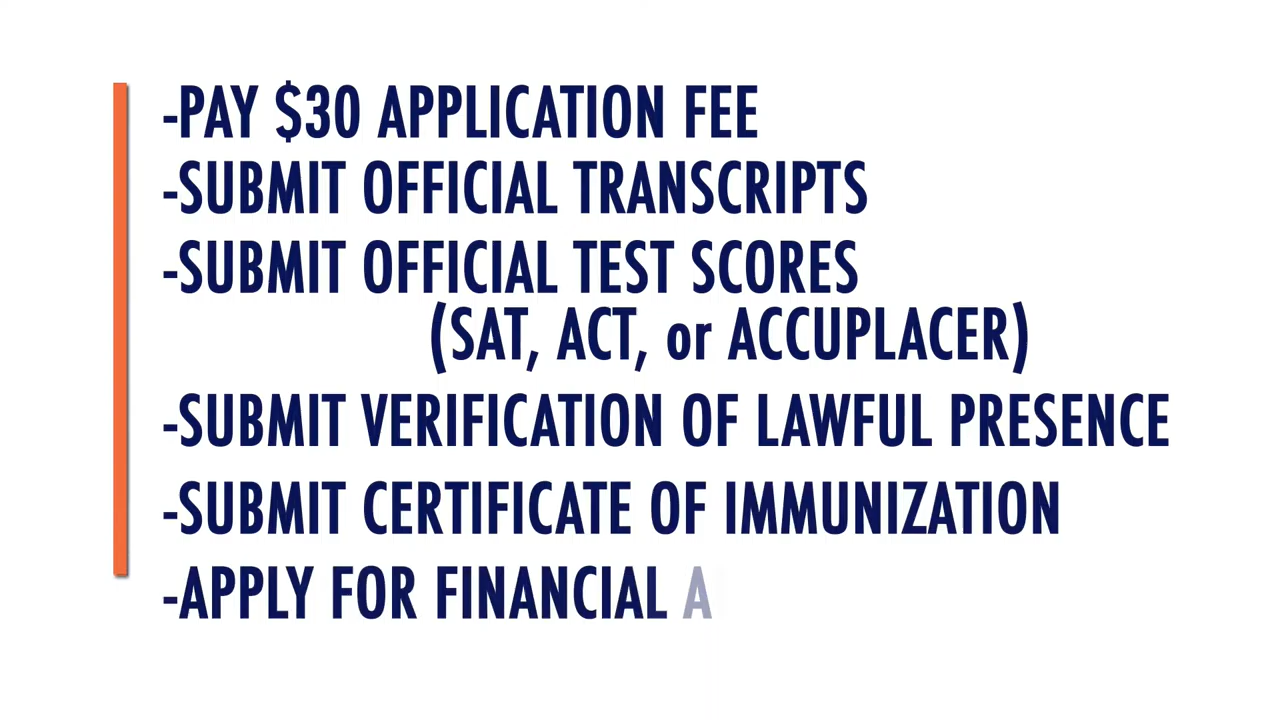 -PAY $30 APPLICATION FEE
-SUBMIT OFFICIAL TRANSCRIPTS
-SUBMIT OFFICIAL TEST SCORES
(SAT, ACT, or ACCUPLACER)
-SUBMIT VERIFICATION OF LAWFUL PRESENCE
-SUBMIT CERTIFICATE OF IMMUNIZATION
-APPLY FOR FINANCIAL A